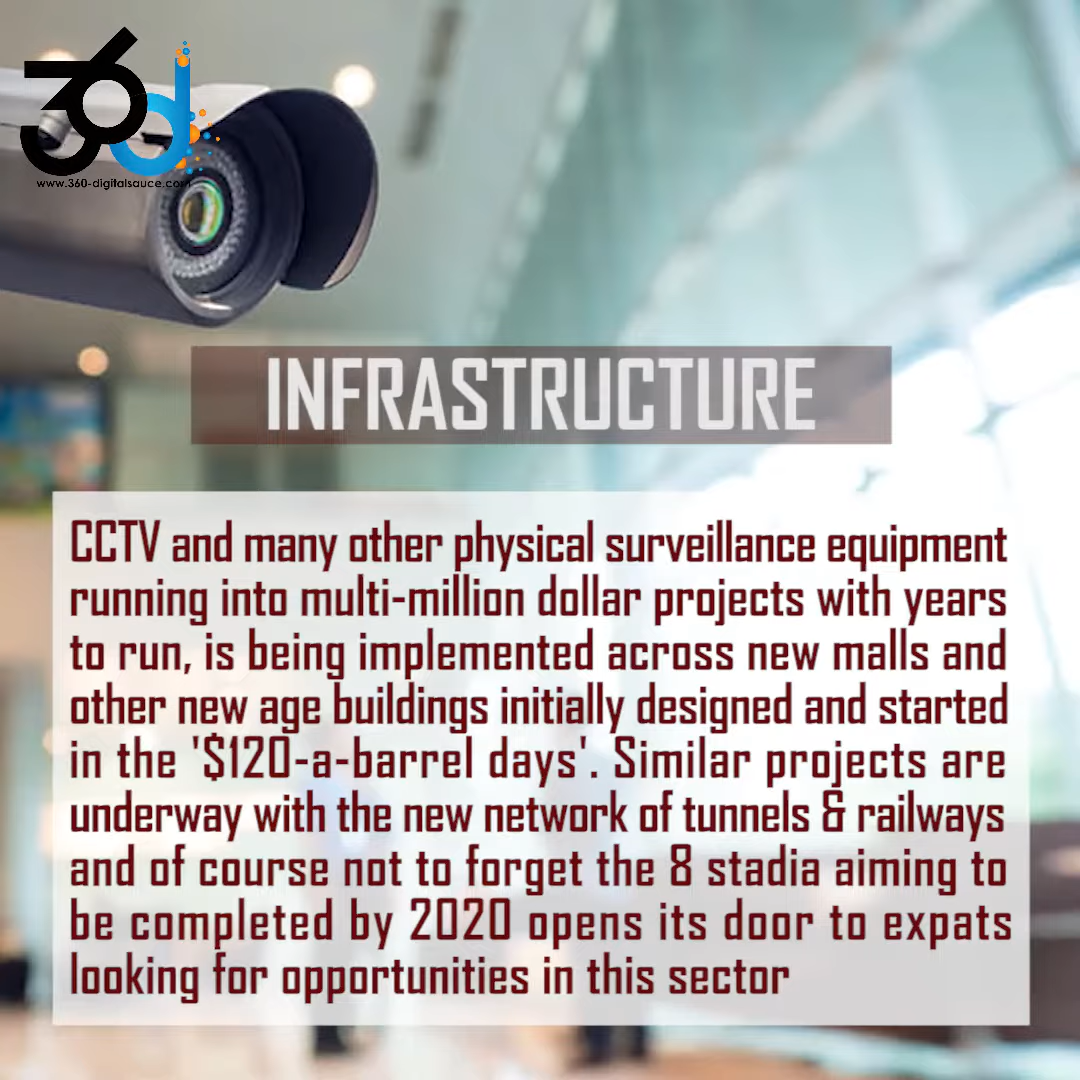 36d
www.360-digitalsauce.com
INFRASTRUCTURE
CCTV and many other physical surveillance equipment
running into multi-million dollar projects with years
to run, is being implemented across new malls and
other new age buildings initially designed and started
in the '$120-a-barrel days'. Similar projects are
underway with the new network of tunnels & railways
and of course not to forget the 8 stadia aiming to
be completed by 2020 opens its door to expats
looking for opportunities in this sector